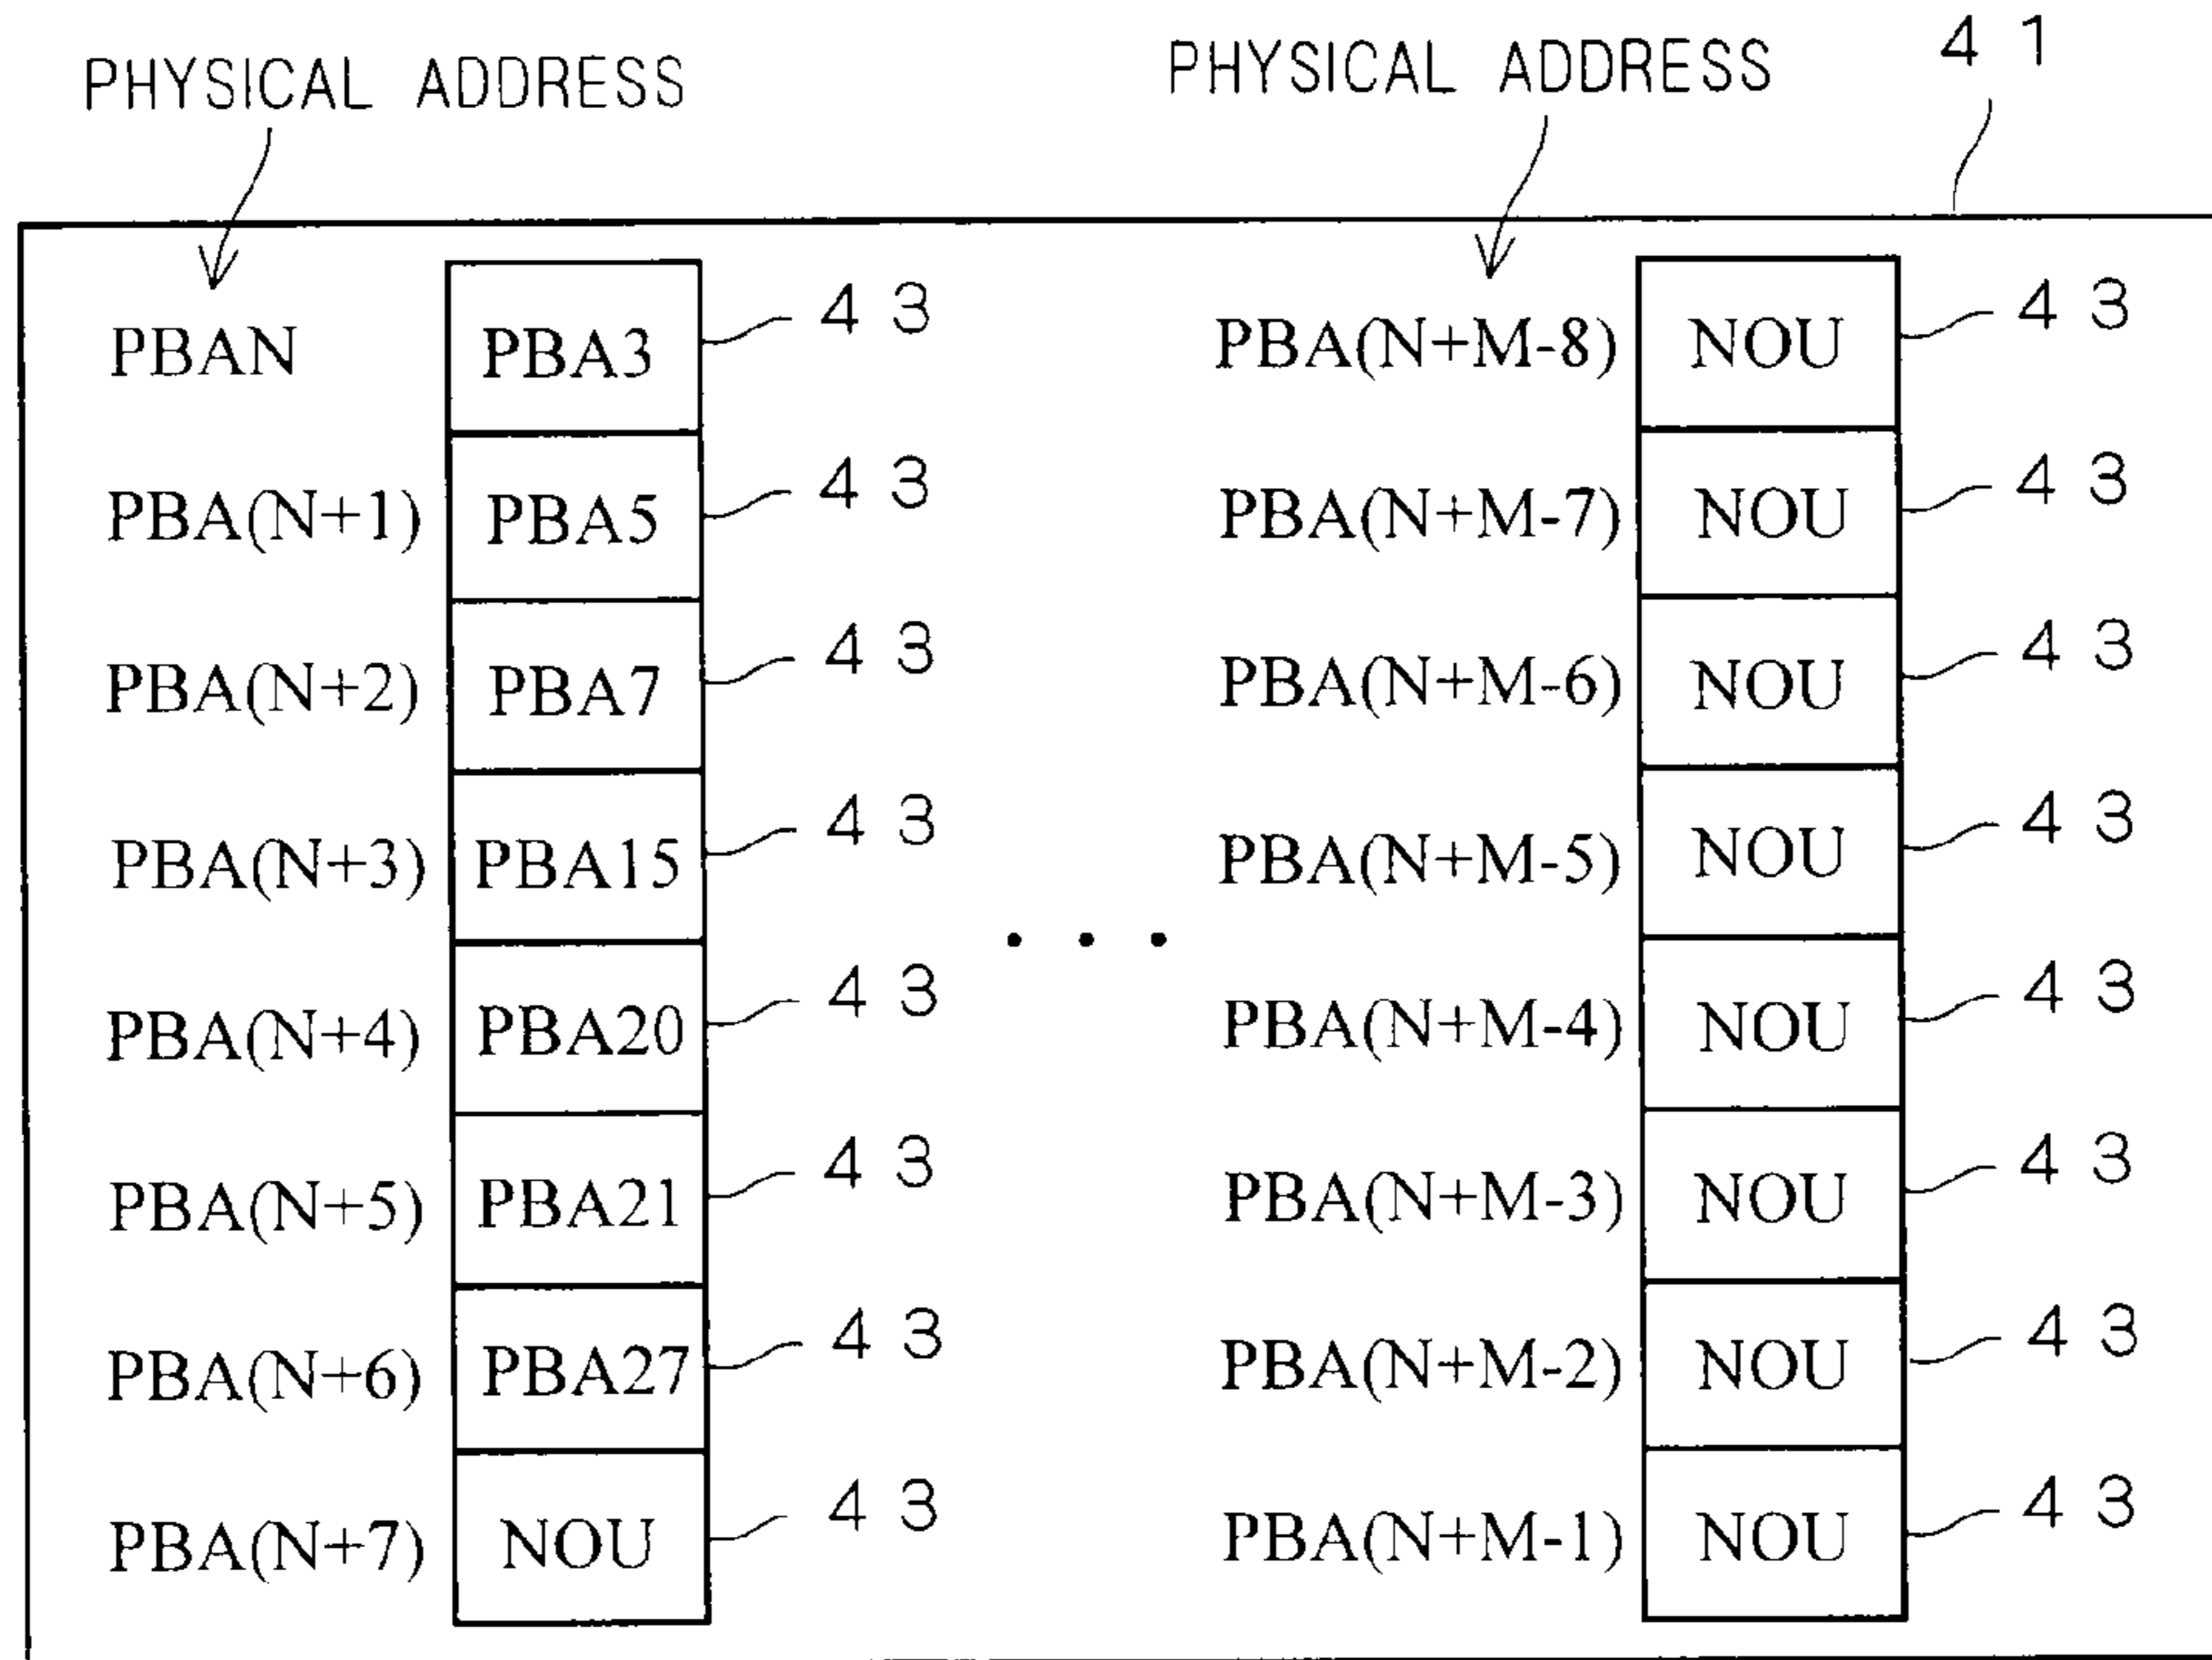 PHYSICAL ADDRESS
PHYSICAL ADDRESS
41
PBAN PBA3 43
PBA(N+1) PBA5 43
PBA(N+2) PBA7 43
PBA(N+3) PBA15 43
PBA(N+4) PBA20 43
PBA(N+5) PBA21 43
PBA(N+6) PBA27 43
PBA(N+7) NOU 43
. . .
PBA(N+M-8) NOU 43
PBA(N+M-7) NOU 43
PBA(N+M-6) NOU 43
PBA(N+M-5) NOU 43
PBA(N+M-4) NOU 43
PBA(N+M-3) NOU 43
PBA(N+M-2) NOU 43
PBA(N+M-1) NOU 43